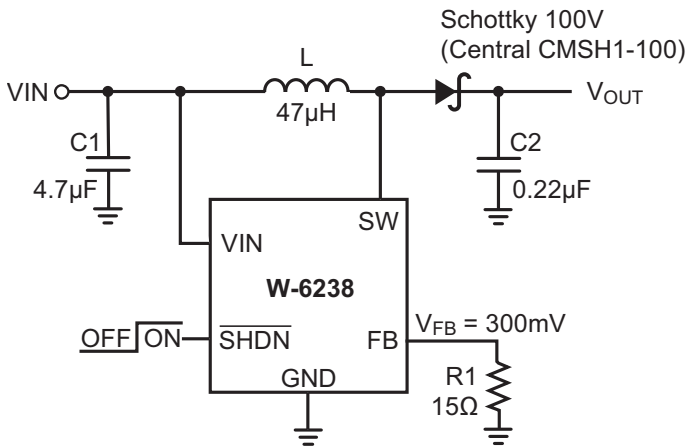 Schottky 100V
(Central CMSH1-100)
L
VIN
47µH
VOUT
C1
4.7µF
C2
0.22µF
SW
VIN
W-6238
OFF ON
SHDN
FB
VFB = 300mV
GND
R1
15Ω